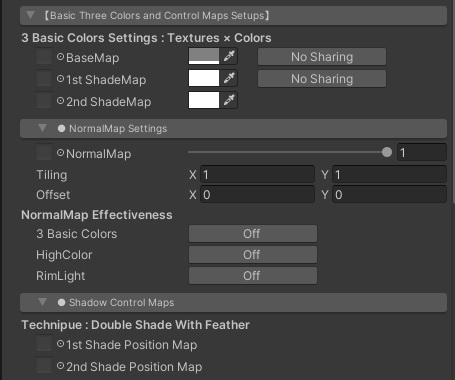 【Basic Three Colors and Control Maps Setups】
3 Basic Colors Settings : Textures × Colors
BaseMap No Sharing
1st ShadeMap No Sharing
2nd ShadeMap
● NormalMap Settings
NormalMap 1
Tiling X 1 Y 1
Offset X 0 Y 0
NormalMap Effectiveness
3 Basic Colors Off
HighColor Off
RimLight Off
● Shadow Control Maps
Technipue : Double Shade With Feather
1st Shade Position Map
2nd Shade Position Map